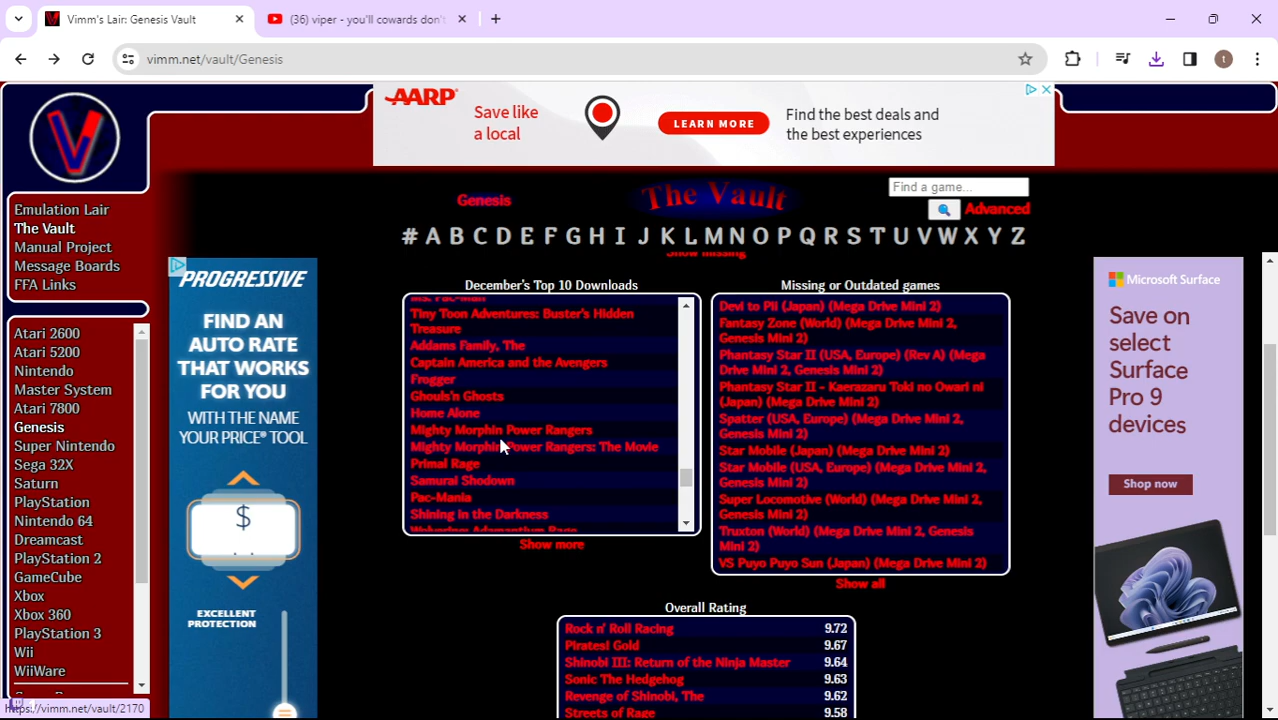 Vimm's Lair: Genesis Vault
(36) viper - you'll cowards don't
vimm.net/vault/Genesis
t
AARP
Save like
a local
LEARN MORE
Find the best deals and
the best experiences
Genesis
The Vault
Find a game...
Advanced
# A B C D E F G H I J K L M N O P Q R S T U V W X Y Z
Show missing
Emulation Lair
The Vault
Manual Project
Message Boards
FFA Links
Atari 2600
Atari 5200
Nintendo
Master System
Atari 7800
Genesis
Super Nintendo
Sega 32X
Saturn
PlayStation
Nintendo 64
Dreamcast
PlayStation 2
GameCube
Xbox
Xbox 360
PlayStation 3
Wii
WiiWare
https://vimm.net/vault/2170
PROGRESSIVE
FIND AN
AUTO RATE
THAT WORKS
FOR YOU
WITH THE NAME
YOUR PRICE® TOOL
$
EXCELLENT
PROTECTION
December's Top 10 Downloads
Ms. Pac-Man
Tiny Toon Adventures: Buster's Hidden
Treasure
Addams Family, The
Captain America and the Avengers
Frogger
Ghouls'n Ghosts
Home Alone
Mighty Morphin Power Rangers
Mighty Morphin Power Rangers: The Movie
Primal Rage
Samurai Shodown
Pac-Mania
Shining in the Darkness
Wolverine: Adamantium Rage
Show more
Missing or Outdated games
Devi to Pii (Japan) (Mega Drive Mini 2)
Fantasy Zone (World) (Mega Drive Mini 2,
Genesis Mini 2)
Phantasy Star II (USA, Europe) (Rev A) (Mega
Drive Mini 2, Genesis Mini 2)
Phantasy Star II - Kaerazaru Toki no Owari ni
(Japan) (Mega Drive Mini 2)
Spatter (USA, Europe) (Mega Drive Mini 2,
Genesis Mini 2)
Star Mobile (Japan) (Mega Drive Mini 2)
Star Mobile (USA, Europe) (Mega Drive Mini 2,
Genesis Mini 2)
Super Locomotive (World) (Mega Drive Mini 2,
Genesis Mini 2)
Truxton (World) (Mega Drive Mini 2, Genesis
Mini 2)
VS Puyo Puyo Sun (Japan) (Mega Drive Mini 2)
Show all
Overall Rating
Rock n' Roll Racing 9.72
Pirates! Gold 9.67
Shinobi III: Return of the Ninja Master 9.64
Sonic The Hedgehog 9.63
Revenge of Shinobi, The 9.62
Streets of Rage 9.58
Microsoft Surface
Save on
select
Surface
Pro 9
devices
Shop now